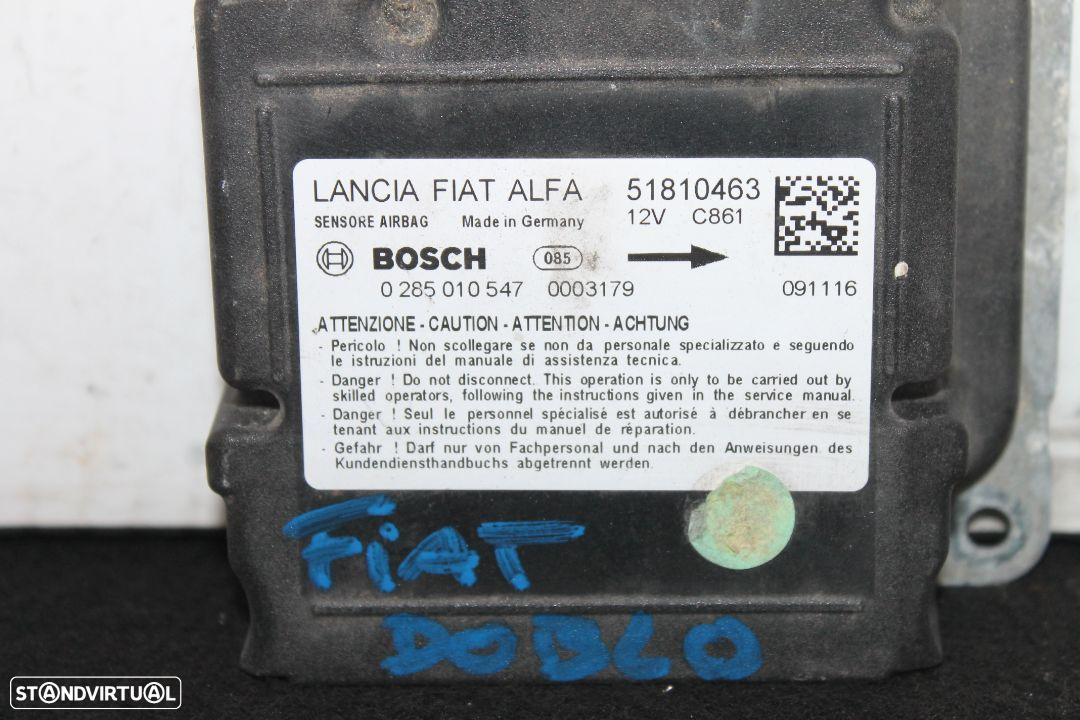 LANCIA FIAT ALFA 51810463
SENSORE AIRBAG Made in Germany 12V C861
BOSCH 085
0 285 010 547 0003179 091116
ATTENZIONE - CAUTION - ATTENTION - ACHTUNG
- Pericolo ! Non scollegare se non da personale specializzato e seguendo
le istruzioni del manuale di assistenza tecnica.
- Danger ! Do not disconnect. This operation is only to be carried out by
skilled operators, following the instructions given in the service manual.
- Danger ! Seul le personnel spécialisé est autorisé à débrancher en se
tenant aux instructions du manuel de réparation.
- Gefahr ! Darf nur von Fachpersonal und nach den Anweisungen des
Kundendiensthandbuchs abgetrennt werden.
FiAT
DOBLO
STANDVIRTUAL